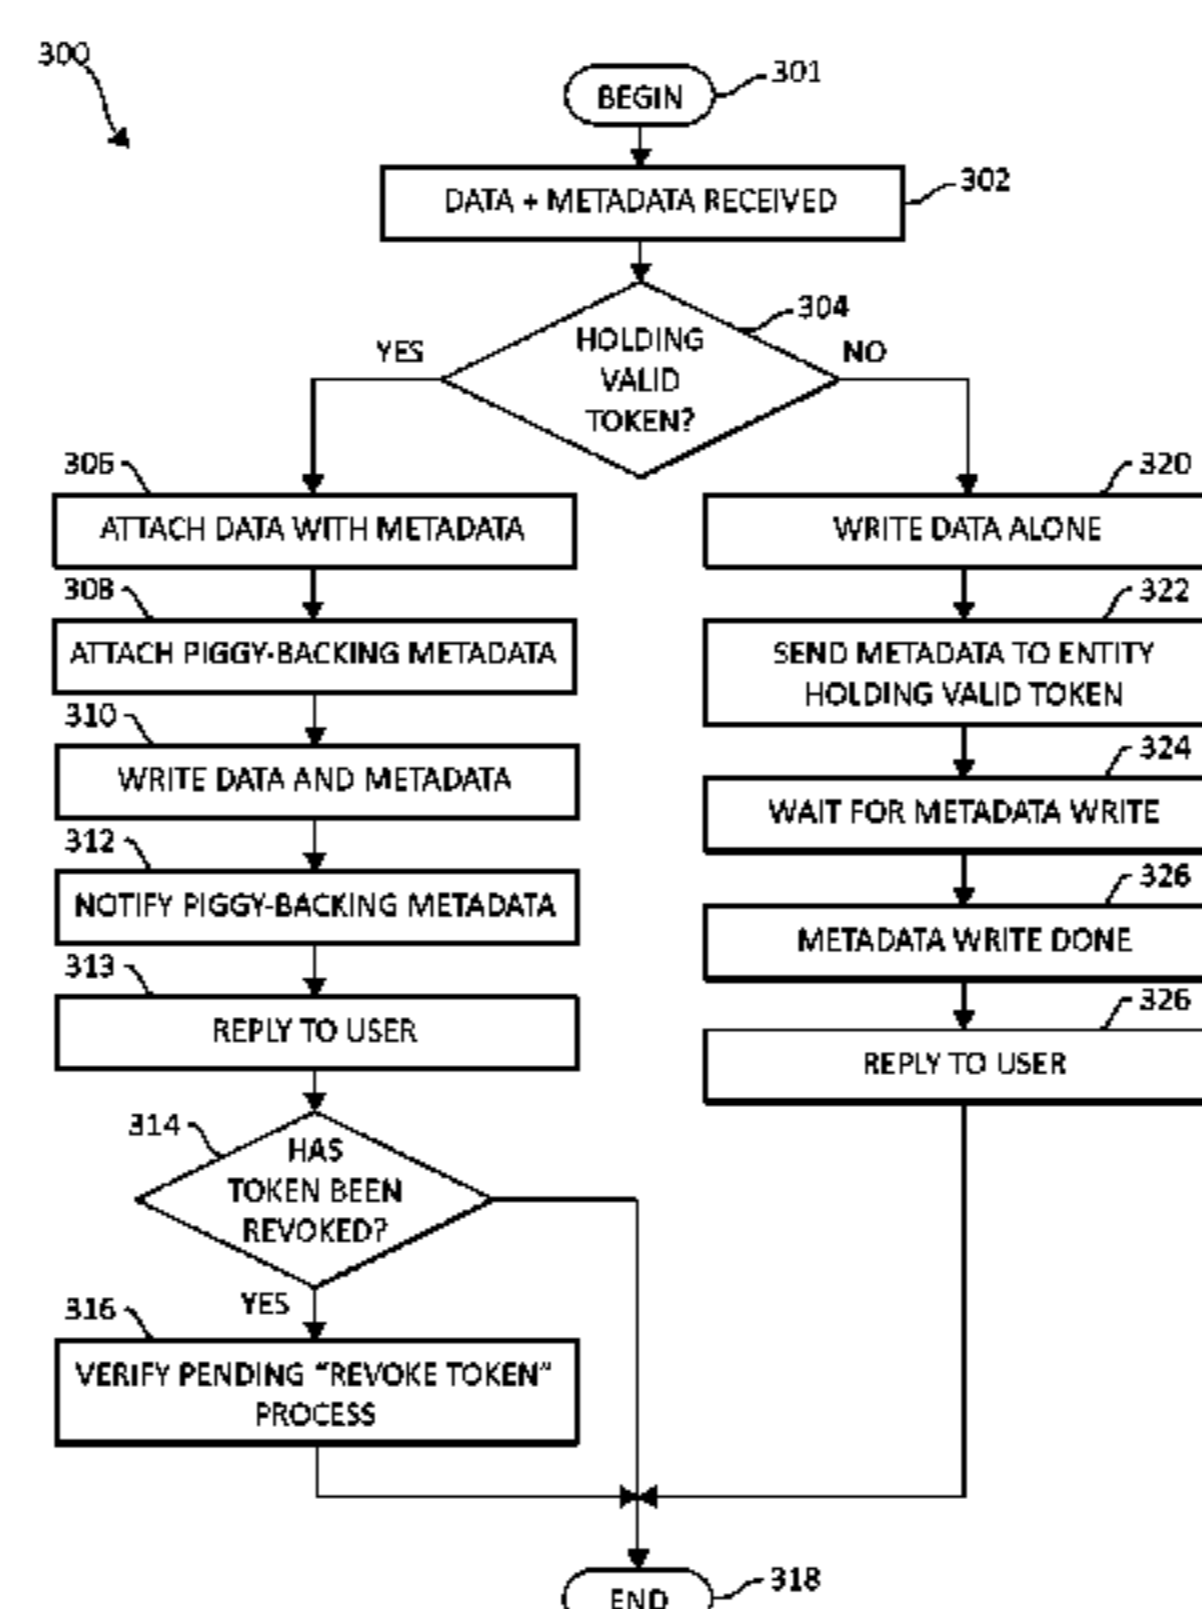 300
BEGIN
301
DATA + METADATA RECEIVED
302
304
HOLDING
VALID
TOKEN?
YES
NO
306
ATTACH DATA WITH METADATA
308
ATTACH PIGGY-BACKING METADATA
310
WRITE DATA AND METADATA
312
NOTIFY PIGGY-BACKING METADATA
313
REPLY TO USER
314
HAS
TOKEN BEEN
REVOKED?
YES
316
VERIFY PENDING "REVOKE TOKEN"
PROCESS
320
WRITE DATA ALONE
322
SEND METADATA TO ENTITY
HOLDING VALID TOKEN
324
WAIT FOR METADATA WRITE
326
METADATA WRITE DONE
326
REPLY TO USER
END
318